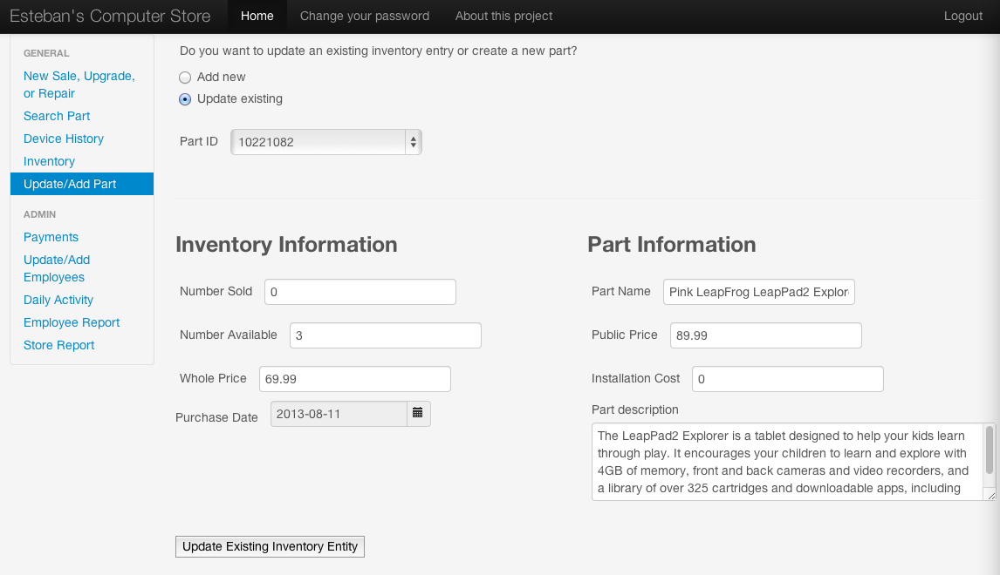 Esteban's Computer Store Home Change your password About this project Logout
GENERAL
New Sale, Upgrade,
or Repair
Search Part
Device History
Inventory
Update/Add Part
ADMIN
Payments
Update/Add
Employees
Daily Activity
Employee Report
Store Report
Do you want to update an existing inventory entry or create a new part?
Add new
Update existing
Part ID 10221082
Inventory Information
Number Sold 0
Number Available 3
Whole Price 69.99
Purchase Date 2013-08-11
Part Information
Part Name Pink LeapFrog LeapPad2 Explor
Public Price 89.99
Installation Cost 0
Part description
The LeapPad2 Explorer is a tablet designed to help your kids learn
through play. It encourages your children to learn and explore with
4GB of memory, front and back cameras and video recorders, and
a library of over 325 cartridges and downloadable apps, including
Update Existing Inventory Entity